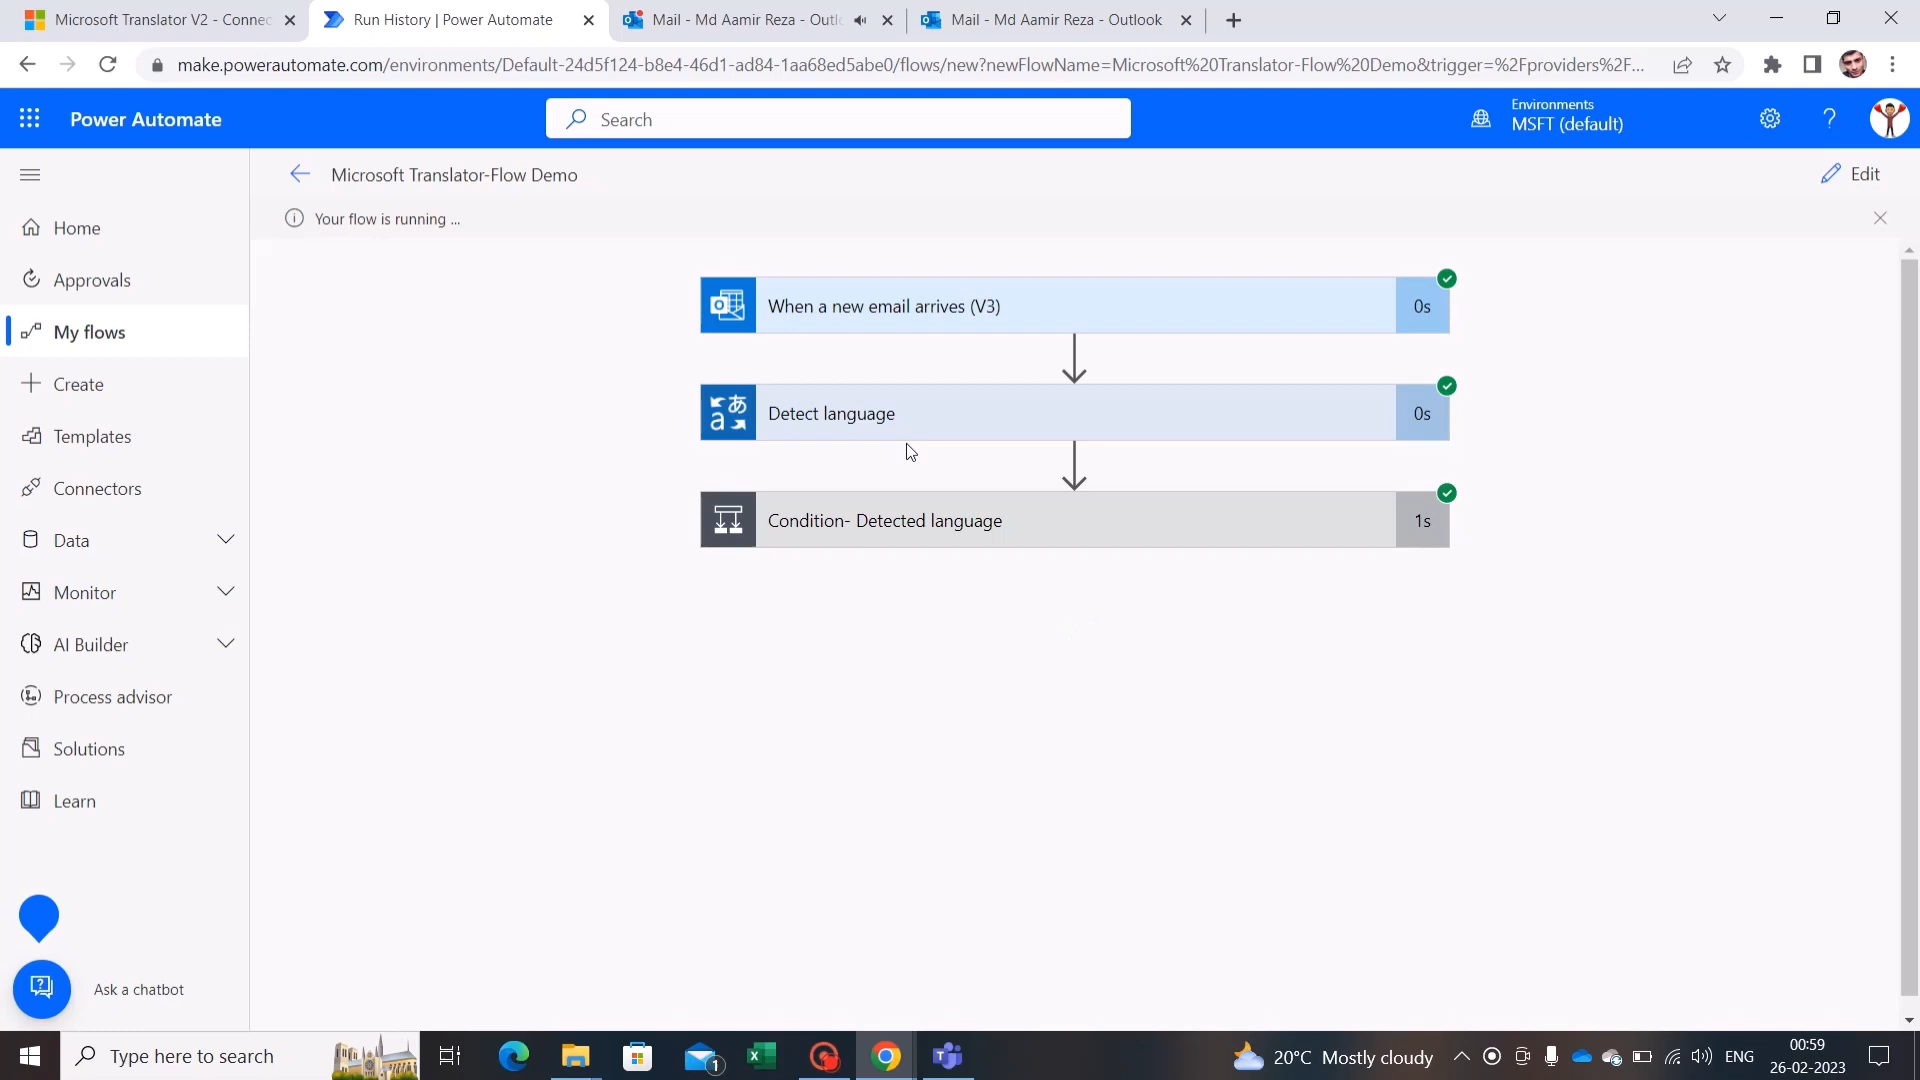 Microsoft Translator V2 - Connec
Run History | Power Automate
Mail - Md Aamir Reza - Outlo
Mail - Md Aamir Reza - Outlook
make.powerautomate.com/environments/Default-24d5f124-b8e4-46d1-ad84-1aa68ed5abe0/flows/new?newFlowName=Microsoft%20Translator-Flow%20Demo&trigger=%2Fproviders%2F...
Power Automate
Search
Environments
MSFT (default)
Microsoft Translator-Flow Demo
Edit
Your flow is running ...
Home
Approvals
My flows
Create
Templates
Connectors
Data
Monitor
AI Builder
Process advisor
Solutions
Learn
Ask a chatbot
When a new email arrives (V3)
0s
Detect language
0s
Condition- Detected language
1s
Type here to search
1
20°C Mostly cloudy
ENG
00:59
26-02-2023